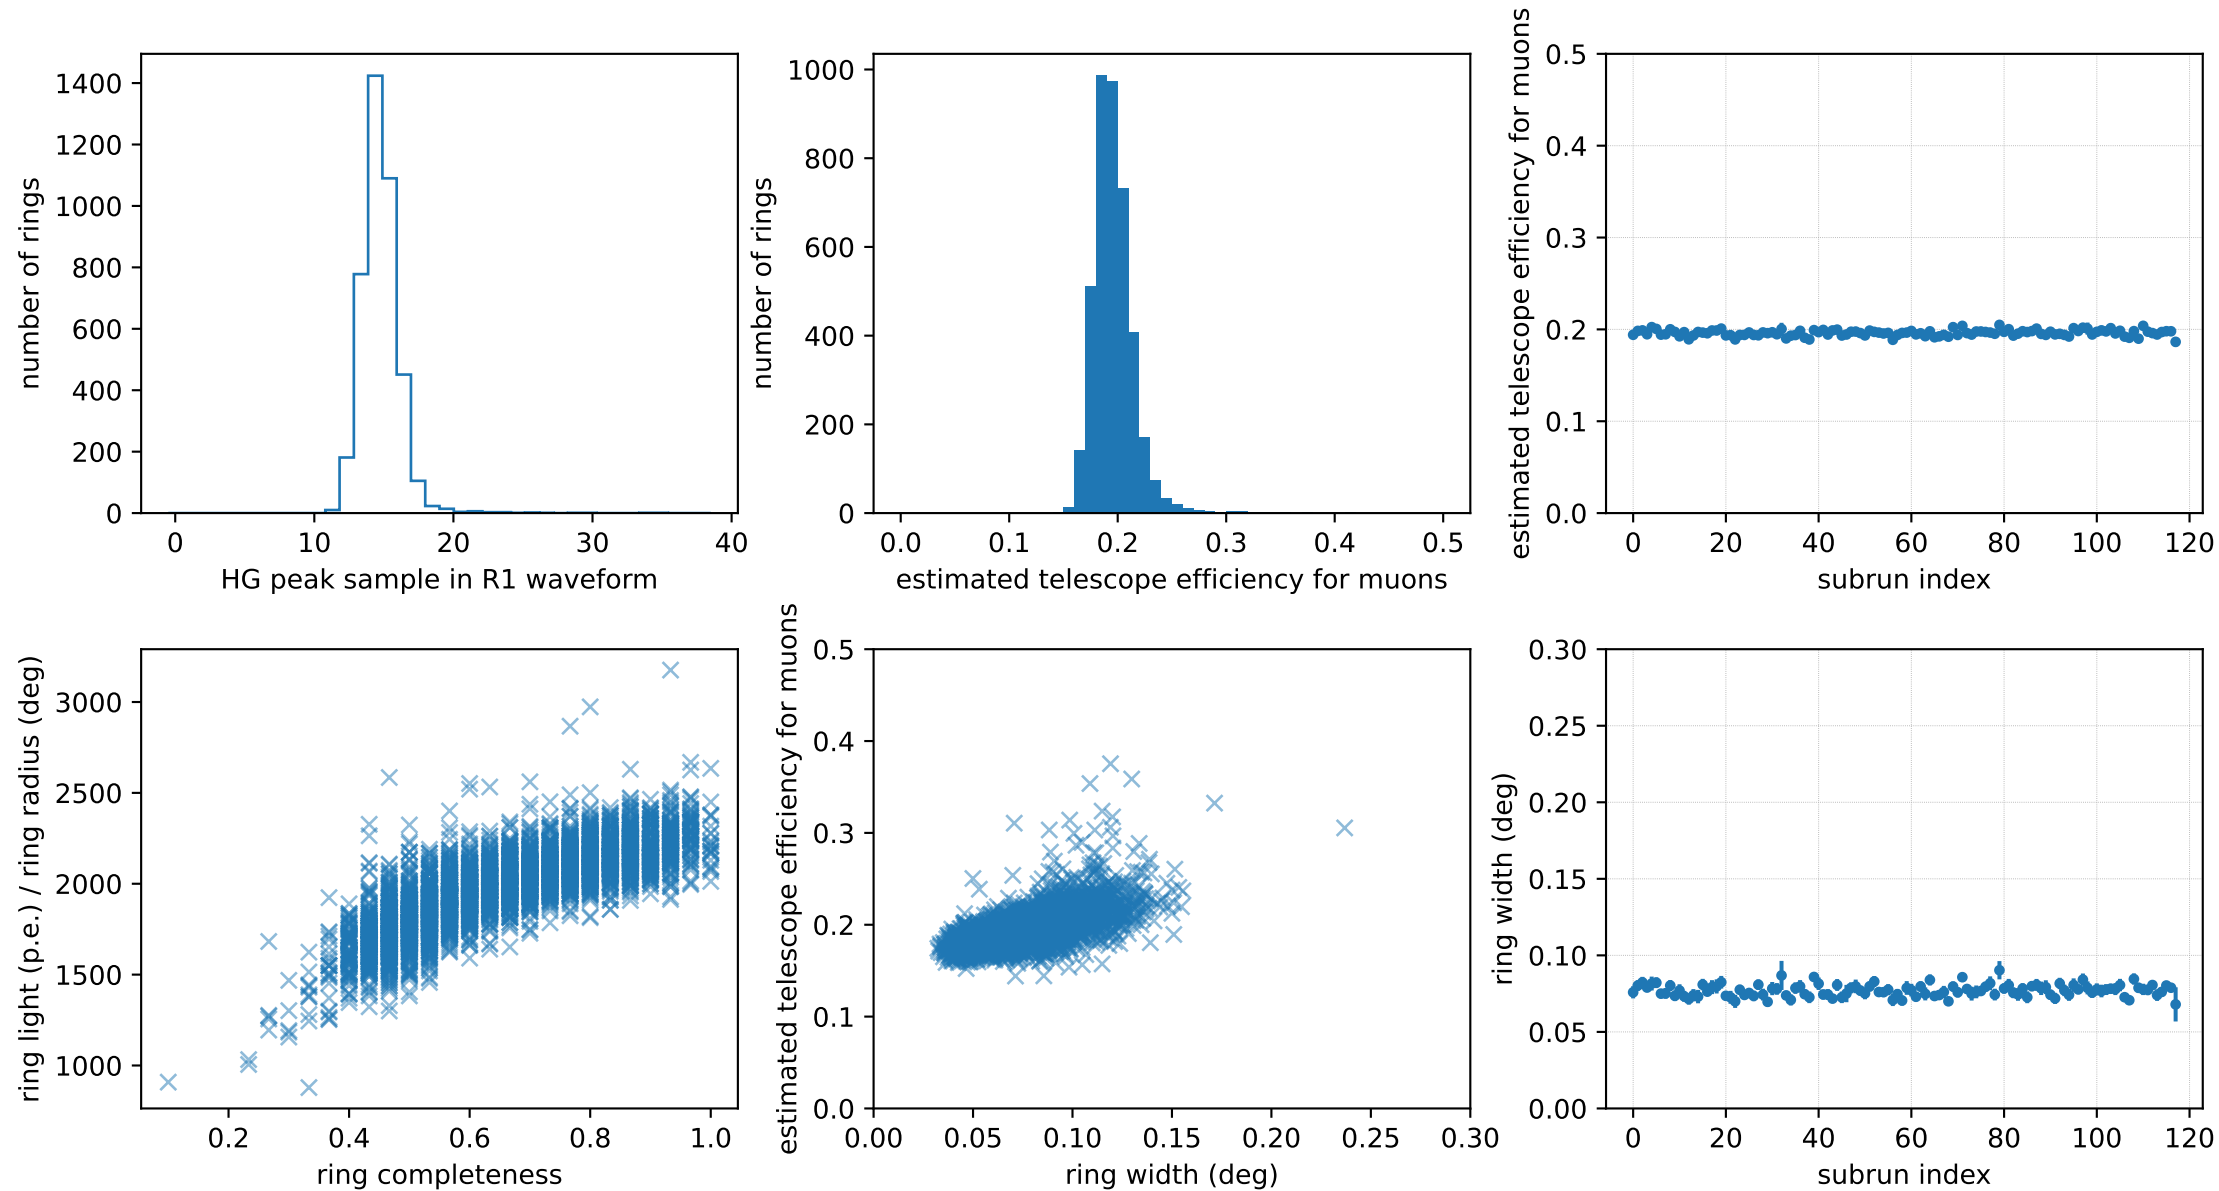 number of rings
1400
1200
1000
800
600
400
200
0
0 10 20 30 40
HG peak sample in R1 waveform
number of rings
1000
800
600
400
200
0
0.0 0.1 0.2 0.3 0.4 0.5
estimated telescope efficiency for muons
estimated telescope efficiency for muons
0.5
0.4
0.3
0.2
0.1
0.0
0 20 40 60 80 100 120
subrun index
ring light (p.e.) / ring radius (deg)
3000
2500
2000
1500
1000
0.2 0.4 0.6 0.8 1.0
ring completeness
estimated telescope efficiency for muons
0.5
0.4
0.3
0.2
0.1
0.0
0.00 0.05 0.10 0.15 0.20 0.25 0.30
ring width (deg)
ring width (deg)
0.30
0.25
0.20
0.15
0.10
0.05
0.00
0 20 40 60 80 100 120
subrun index